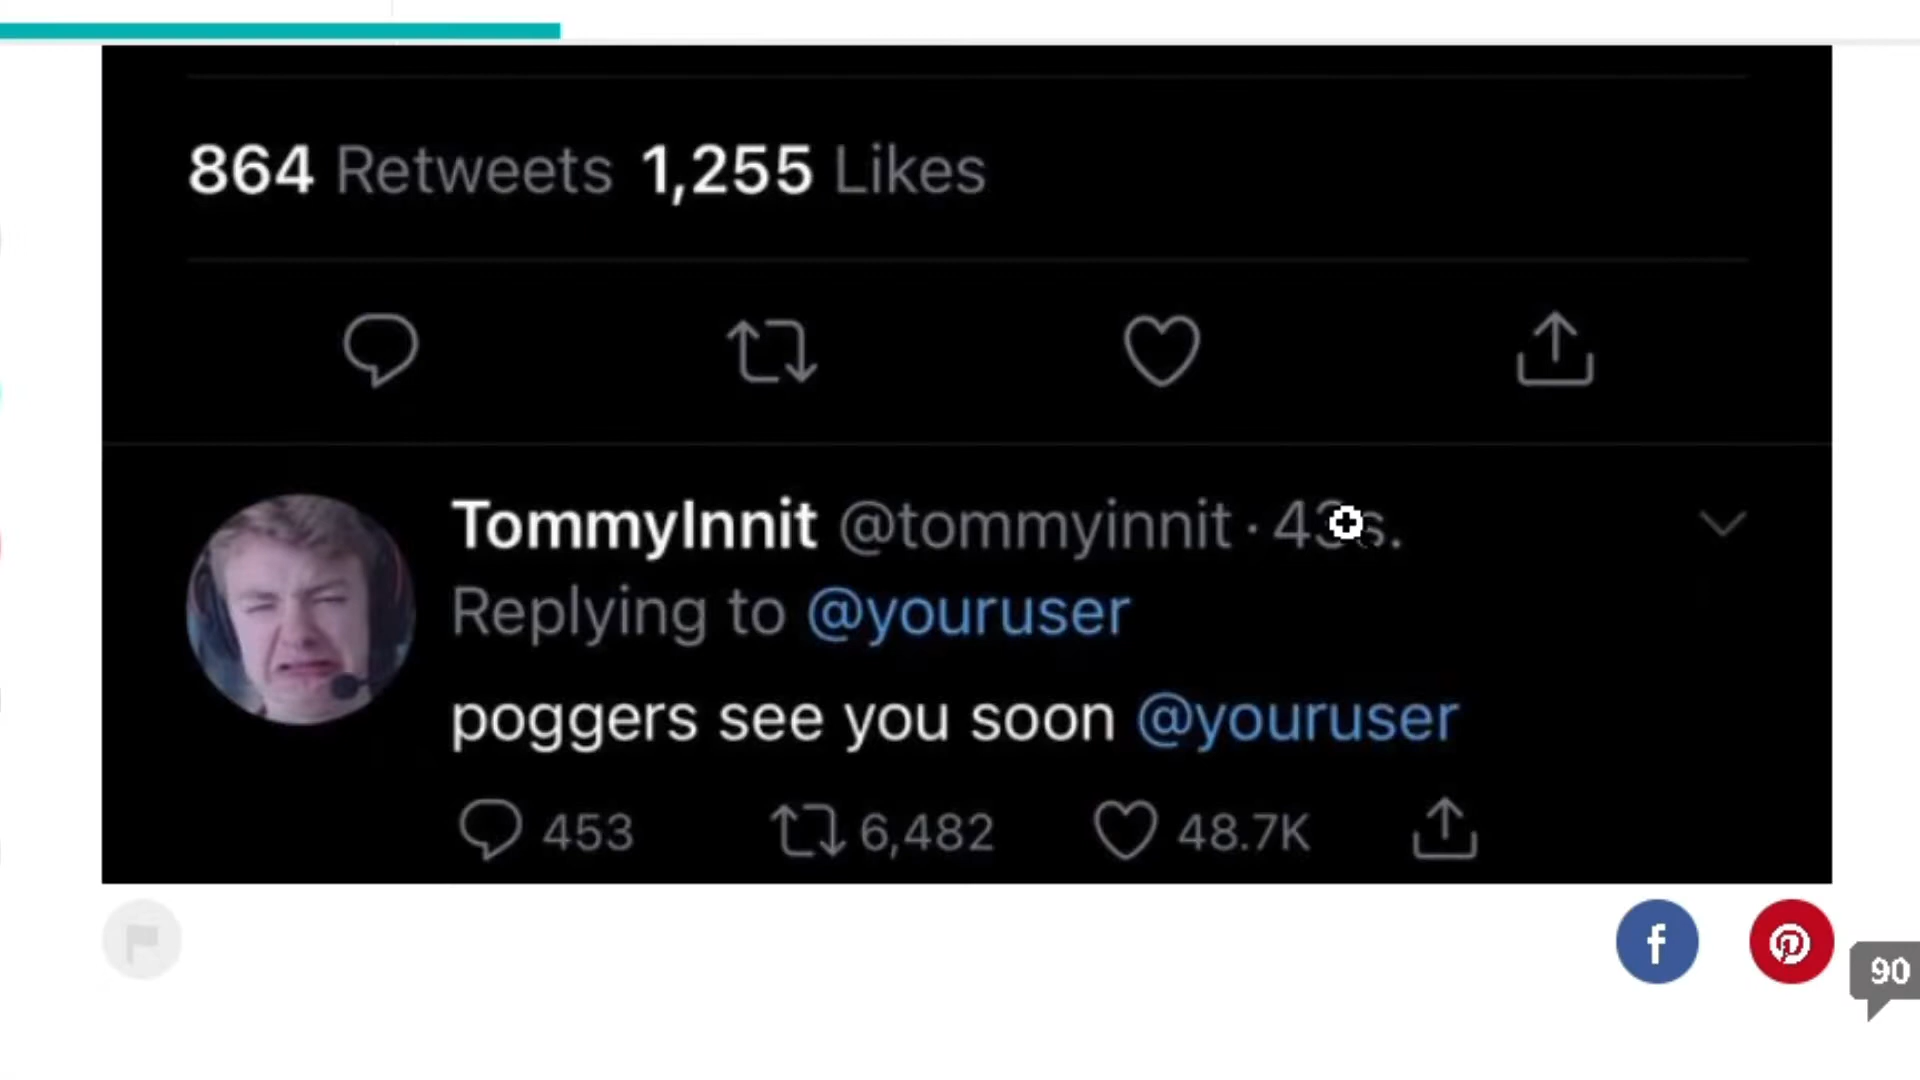 864 Retweets 1,255 Likes
TommyInnit @tommyinnit · 43s.
Replying to @youruser
poggers see you soon @youruser
453 6,482 48.7K
90